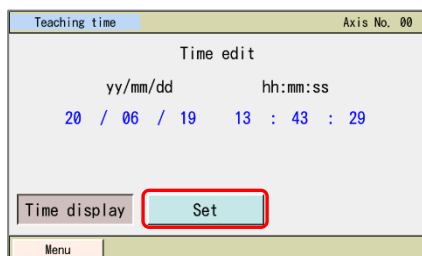 Teaching time Axis No. 00
Time edit
yy/mm/dd hh:mm:ss
20 / 06 / 19 13 : 43 : 29
Time display Set
Menu